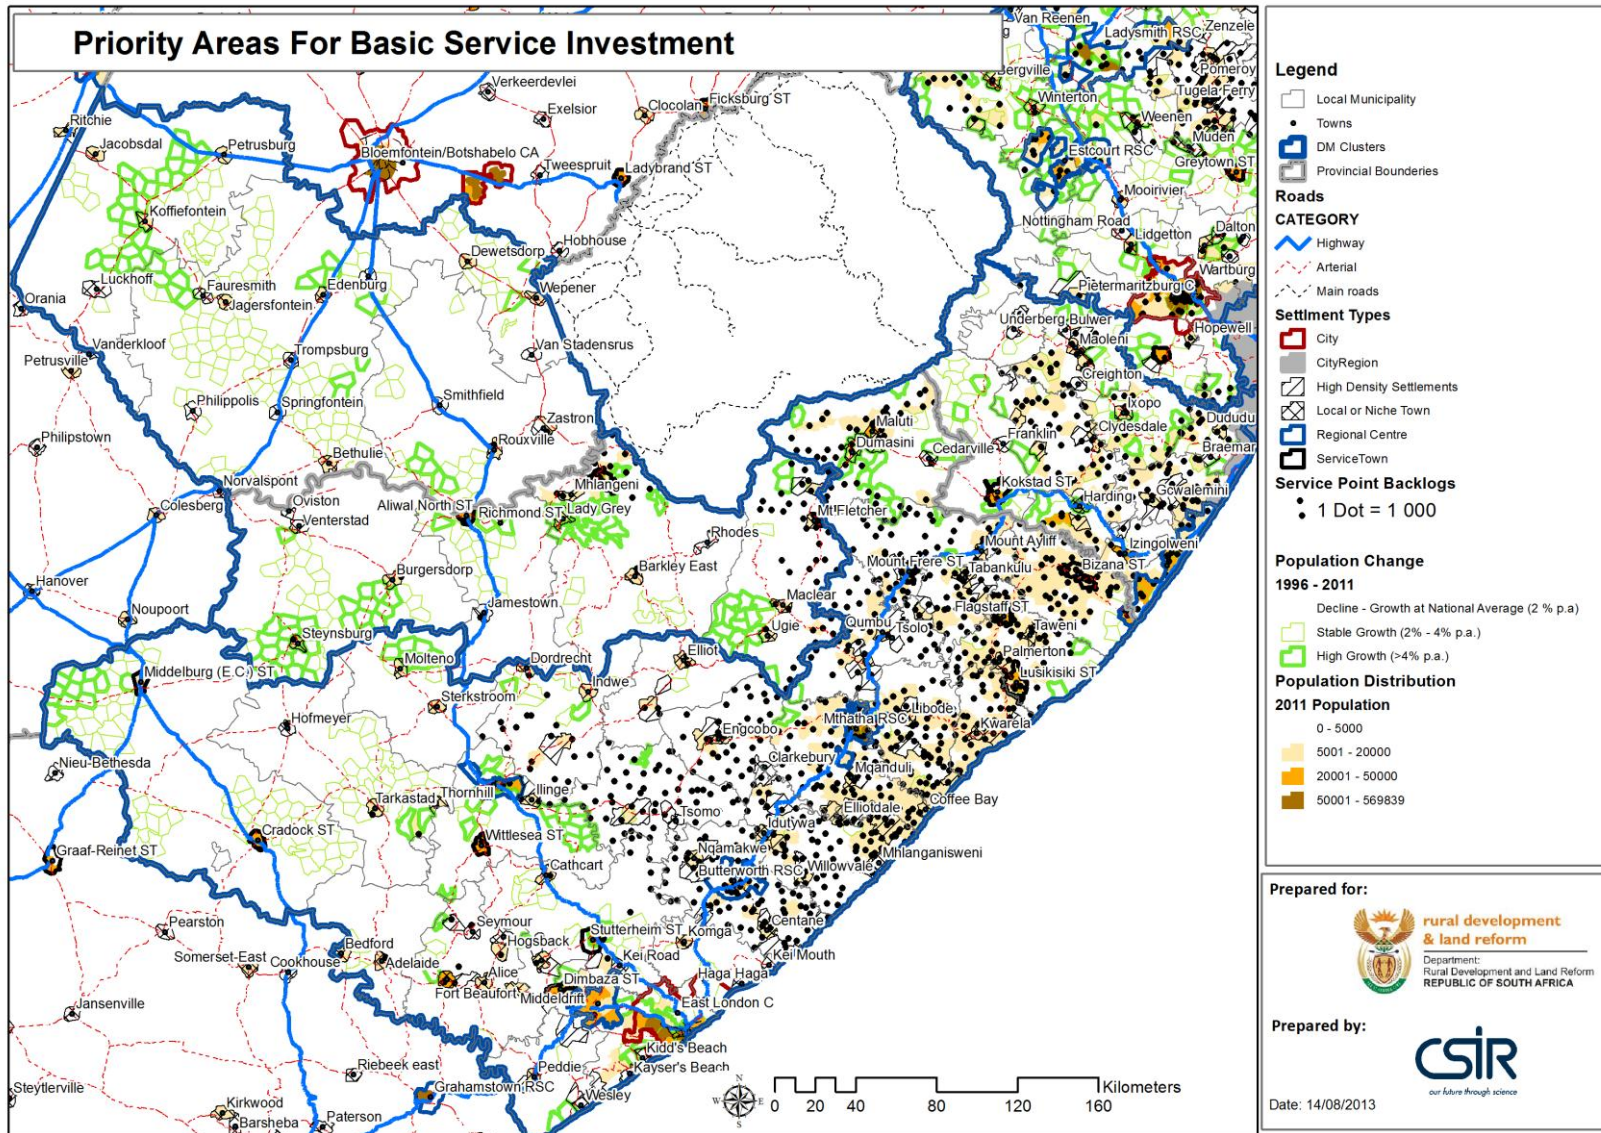 Priority Areas For Basic Service Investment
Van Reenen
Ladysmith RSC
Zenzele
Verkeerdevlei
Bergville
Pomeroy
Ficksburg ST
Clocolan
Winterton
Tugela Ferry
Exelsior
Weenen
Ritchie
Muden
Jacobsdal
Petrusburg
Bloemfontein/Botshabelo CA
Estcourt RSC
Greytown ST
Tweespruit
Ladybrand ST
Mooirivier
Koffiefontein
Nottingham Road
Dalton
Lidgetton
Hobhouse
Dewetsdorp
Wartburg
Luckhoff
Fauresmith
Edenburg
Pietermaritzburg C
Orania
Jagersfontein
Wepener
Underberg
Bulwer
Hopewell
Vanderkloof
Maoleni
Petrusville
Trompsburg
Van Stadensrus
Creighton
Philippolis
Springfontein
Smithfield
Ixopo
Zastron
Maluti
Dududu
Clydesdale
Philipstown
Rouxville
Dumasini
Franklin
Braemar
Bethulie
Cedarville
Norvalspont
Mhlangeni
Kokstad ST
Oviston
Harding
Gcwalemini
Colesberg
Aliwal North ST
Richmond ST
Lady Grey
Mt Fletcher
Venterstad
Rhodes
Mount Ayliff
Izingolweni
Hanover
Burgersdorp
Barkley East
Mount Frere ST
Tabankulu
Bizana ST
Noupoort
Jamestown
Maclear
Flagstaff ST
Qumbu
Tsolo
Taweni
Steynsburg
Ugie
Palmerton
Middelburg (E.C.) ST
Molteno
Dordrecht
Elliot
Lusikisiki ST
Indwe
Sterkstroom
Libode
Hofmeyer
Mthatha RSC
Kwarela
Engcobo
Nieu-Bethesda
Clarkebury
Mqanduli
Thornhill
Ilinge
Tarkastad
Tsomo
Elliotdale
Coffee Bay
Cradock ST
Wittlesea ST
Idutywa
Graaf-Reinet ST
Nqamakwe
Mhlanganisweni
Cathcart
Butterworth RSC
Willowvale
Pearston
Seymour
Centane
Stutterheim ST
Komga
Bedford
Hogsback
Somerset-East
Cookhouse
Adelaide
Kei Road
Kei Mouth
Alice
Dimbaza ST
Haga Haga
Fort Beaufort
Middeldrift
Jansenville
East London C
Kidd's Beach
Riebeek east
Peddie
Kayser's Beach
Steytlerville
Grahamstown RSC
Wesley
Kirkwood
Barsheba
Paterson
N
W E
S
Kilometers
0 20 40 80 120 160
Legend
Local Municipality
Towns
DM Clusters
Provincial Bounderies
Roads
CATEGORY
Highway
Arterial
Main roads
Settlment Types
City
CityRegion
High Density Settlements
Local or Niche Town
Regional Centre
ServiceTown
Service Point Backlogs
1 Dot = 1 000
Population Change
1996 - 2011
Decline - Growth at National Average (2 % p.a)
Stable Growth (2% - 4% p.a.)
High Growth (>4% p.a.)
Population Distribution
2011 Population
0 - 5000
5001 - 20000
20001 - 50000
50001 - 569839
Prepared for:
rural development
& land reform
Department:
Rural Development and Land Reform
REPUBLIC OF SOUTH AFRICA
Prepared by:
CSIR
our future through science
Date: 14/08/2013